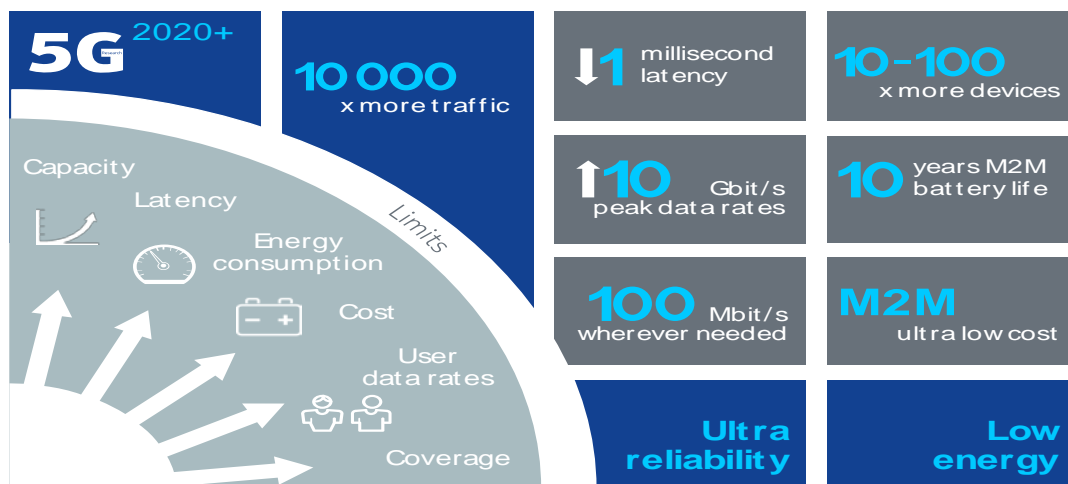 5G
Research
2020+
10 000
x more traffic
1 millisecond
latency
10-100
x more devices
Capacity
Latency
Energy
consumption
Cost
User
data rates
Coverage
Limits
10 Gbit/s
peak data rates
10 years M2M
battery life
100 Mbit/s
wherever needed
M2M
ultra low cost
Ultra
reliability
Low
energy